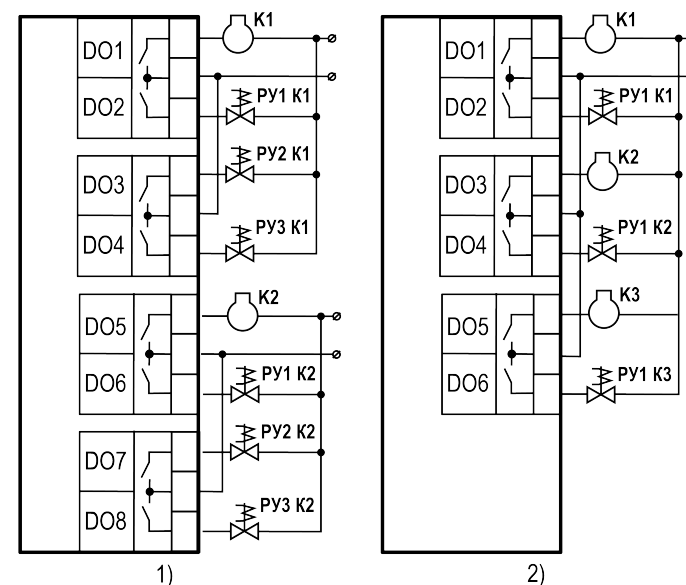 K1
DO1
DO2
РУ1 K1
DO3
РУ2 K1
DO4
РУ3 K1
K2
DO5
DO6
РУ1 K2
DO7
РУ2 K2
DO8
РУ3 K2
1)
K1
DO1
DO2
РУ1 K1
K2
DO3
DO4
РУ1 K2
K3
DO5
DO6
РУ1 K3
2)